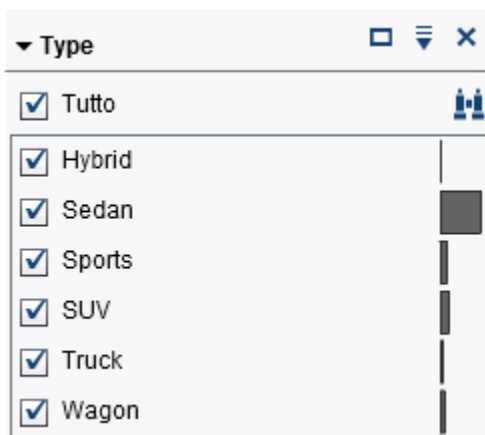 Type
Tutto
Hybrid
Sedan
Sports
SUV
Truck
Wagon